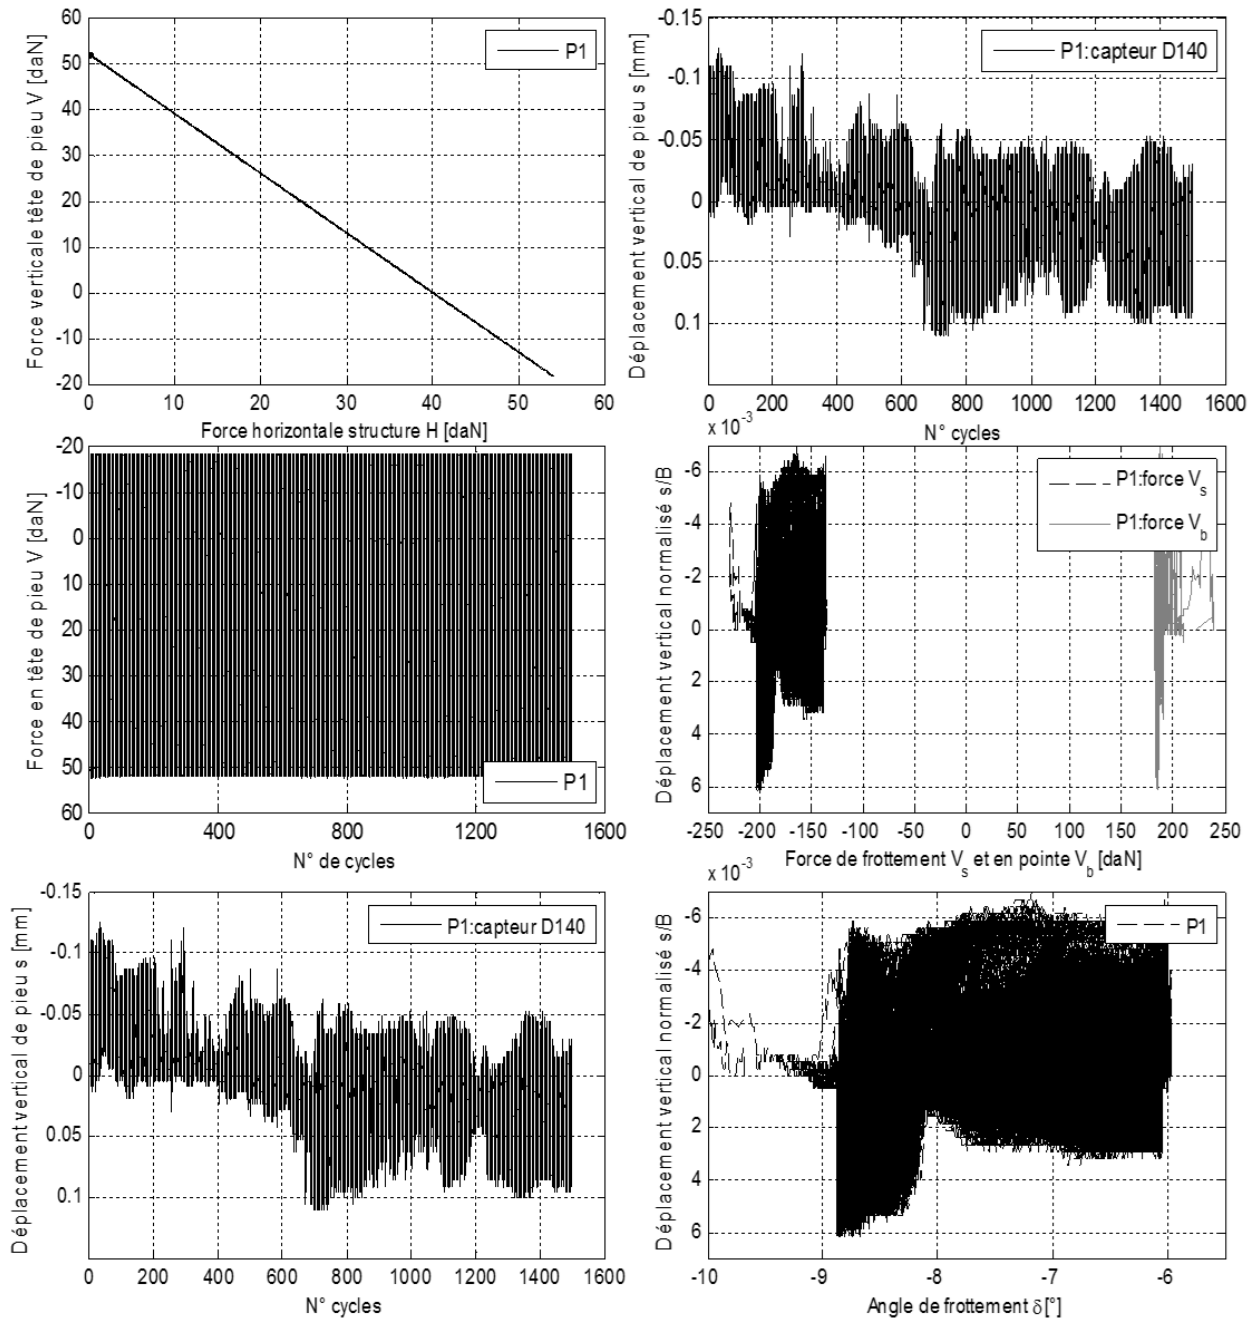 60
50
40
30
20
10
0
-10
-20
0 10 20 30 40 50 60
Force verticale tête de pieu V [daN]
Force horizontale structure H [daN]
P1
-0.15
-0.1
-0.05
0
0.05
0.1
0 200 400 600 800 1000 1200 1400 1600
Déplacement vertical de pieu s [mm]
N° cycles
P1:capteur D140
-20
-10
0
10
20
30
40
50
60
0 400 800 1200 1600
Force en tête de pieu V [daN]
N° de cycles
P1
x 10⁻³
-6
-4
-2
0
2
4
6
-250 -200 -150 -100 -50 0 50 100 150 200 250
Déplacement vertical normalisé s/B
Force de frottement Vs et en pointe Vb [daN]
P1:force Vs
P1:force Vb
-0.15
-0.1
-0.05
0
0.05
0.1
0 200 400 600 800 1000 1200 1400 1600
Déplacement vertical de pieu s [mm]
N° cycles
P1:capteur D140
x 10⁻³
-6
-4
-2
0
2
4
6
-10 -9 -8 -7 -6
Déplacement vertical normalisé s/B
Angle de frottement δ[°]
P1